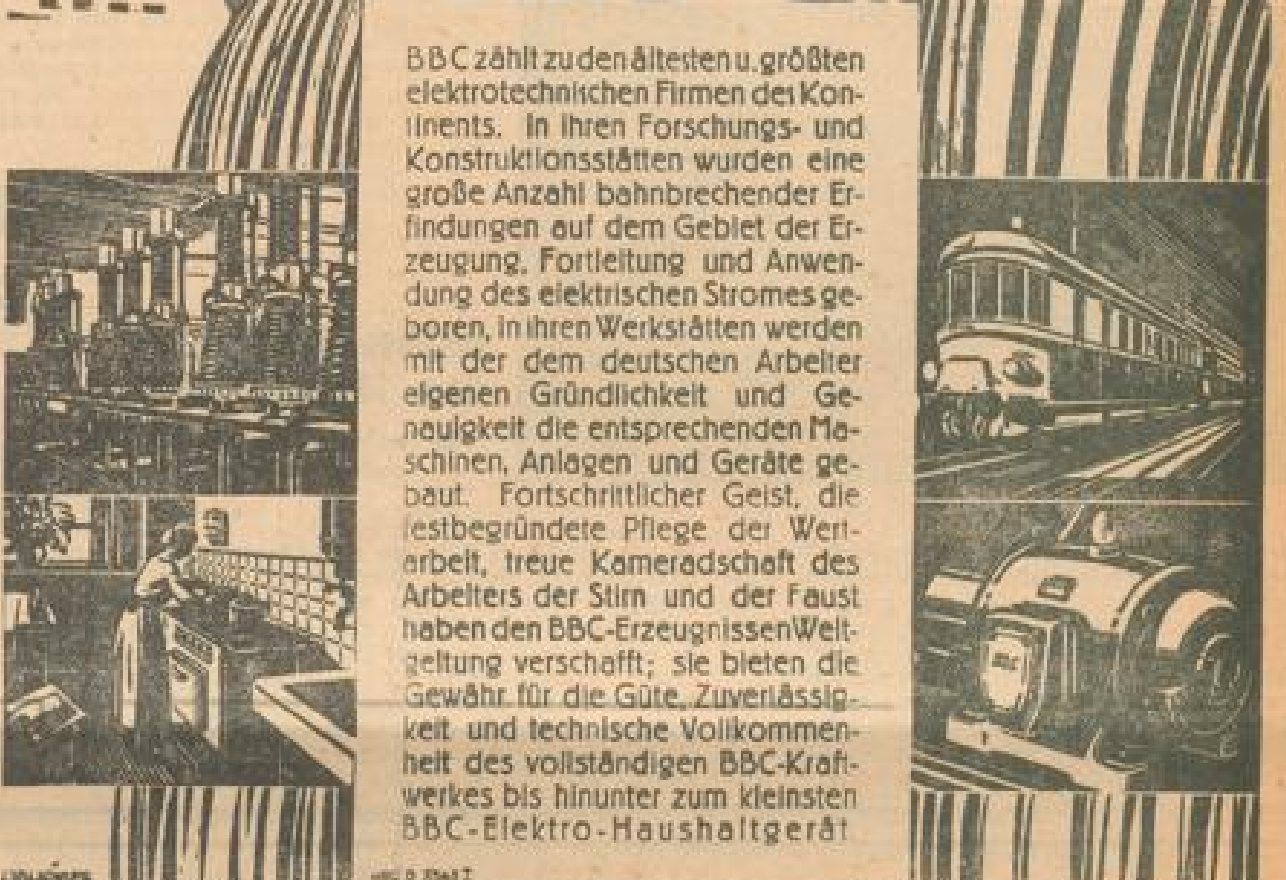 BBC zählt zu den ältesten u. größten
elektrotechnischen Firmen des Kon-
tinents. In ihren Forschungs- und
Konstruktionsstätten wurden eine
große Anzahl bahnbrechender Er-
findungen auf dem Gebiet der Er-
zeugung, Fortleitung und Anwen-
dung des elektrischen Stromes ge-
boren, in ihren Werkstätten werden
mit der dem deutschen Arbeiter
eigenen Gründlichkeit und Ge-
nauigkeit die entsprechenden Ma-
schinen, Anlagen und Geräte ge-
baut. Fortschrittlicher Geist, die
festbegründete Pflege der Wert-
arbeit, treue Kameradschaft des
Arbeiters der Stirn und der Faust
haben den BBC-Erzeugnissen Welt-
geltung verschafft; sie bieten die
Gewähr für die Güte, Zuverlässig-
keit und technische Vollkommen-
heit des vollständigen BBC-Kraft-
werkes bis hinunter zum kleinsten
BBC-Elektro-Haushaltgerät